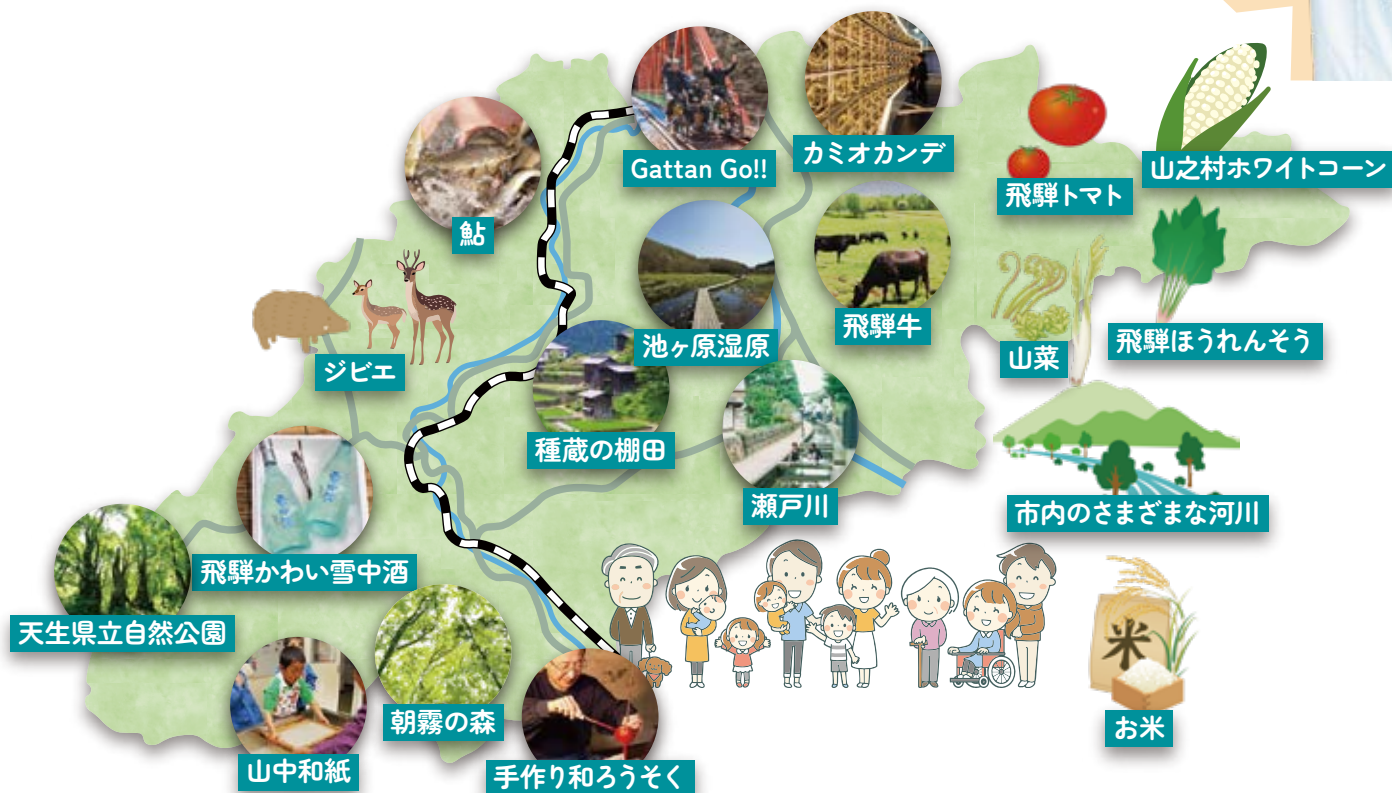 Gattan Go!!
カミオカンデ
飛騨トマト
山之村ホワイトコーン
鮎
ジビエ
池ヶ原湿原
飛騨牛
山菜
飛騨ほうれんそう
種蔵の棚田
瀬戸川
市内のさまざまな河川
飛騨かわい雪中酒
天生県立自然公園
朝霧の森
山中和紙
手作り和ろうそく
米
お米